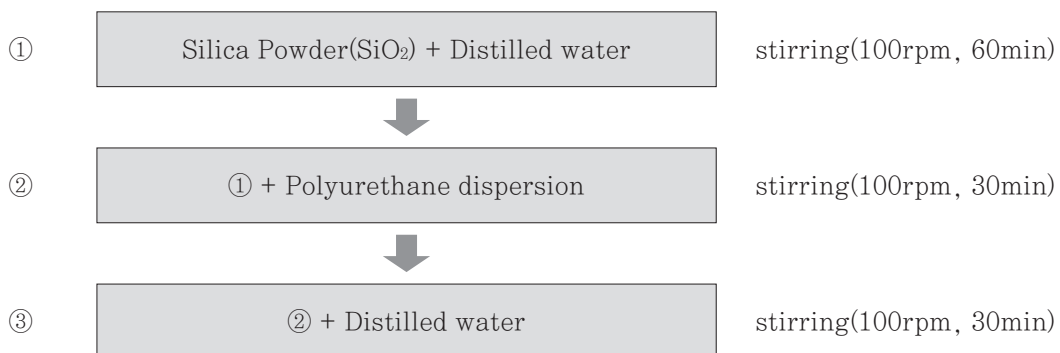 ① Silica Powder(SiO₂) + Distilled water stirring(100rpm, 60min)
② ① + Polyurethane dispersion stirring(100rpm, 30min)
③ ② + Distilled water stirring(100rpm, 30min)